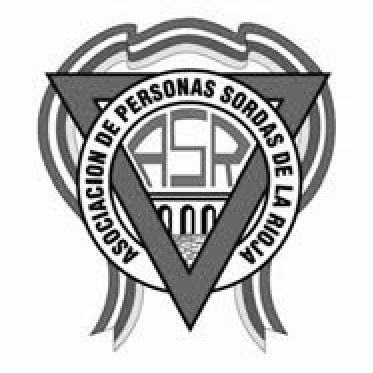 ASOCIACION DE PERSONAS SORDAS DE LA RIOJA
ASR